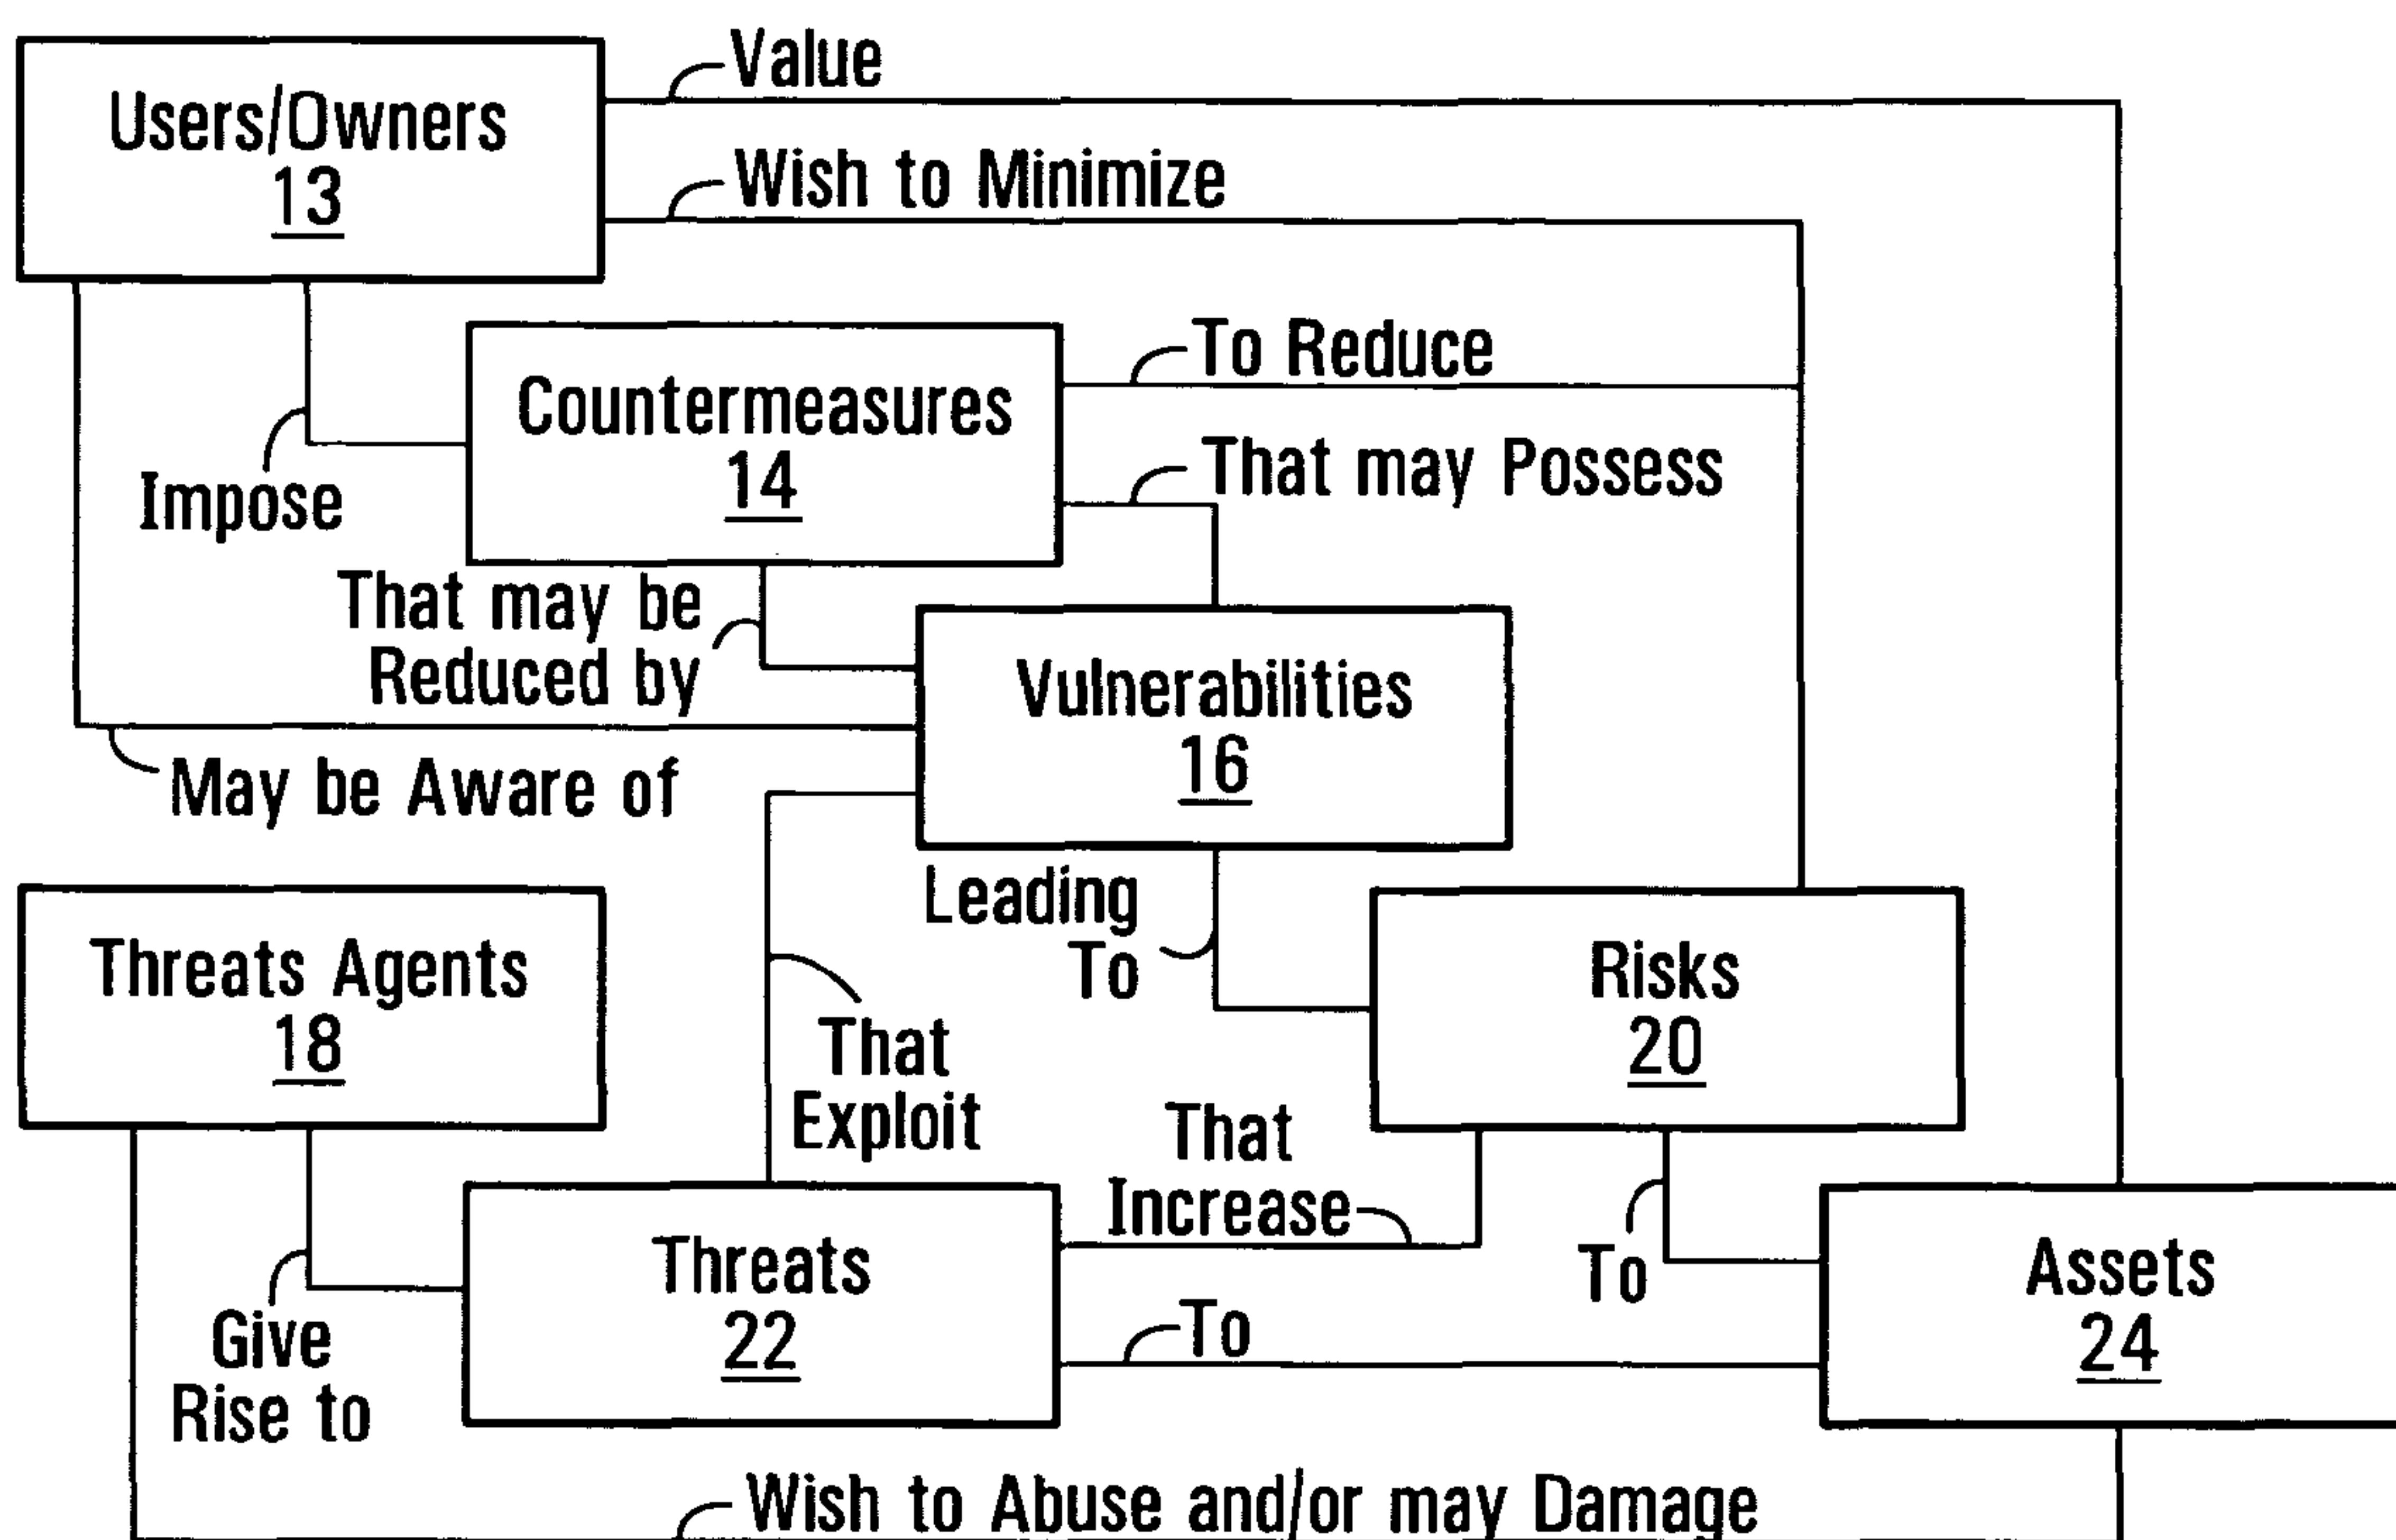 Value
Users/Owners
13
Wish to Minimize
To Reduce
Countermeasures
14
That may Possess
Impose
That may be
Reduced by
Vulnerabilities
16
May be Aware of
Leading
To
Threats Agents
18
Risks
20
That
Exploit
That
Increase
To
Threats
22
To
Assets
24
Give
Rise to
Wish to Abuse and/or may Damage